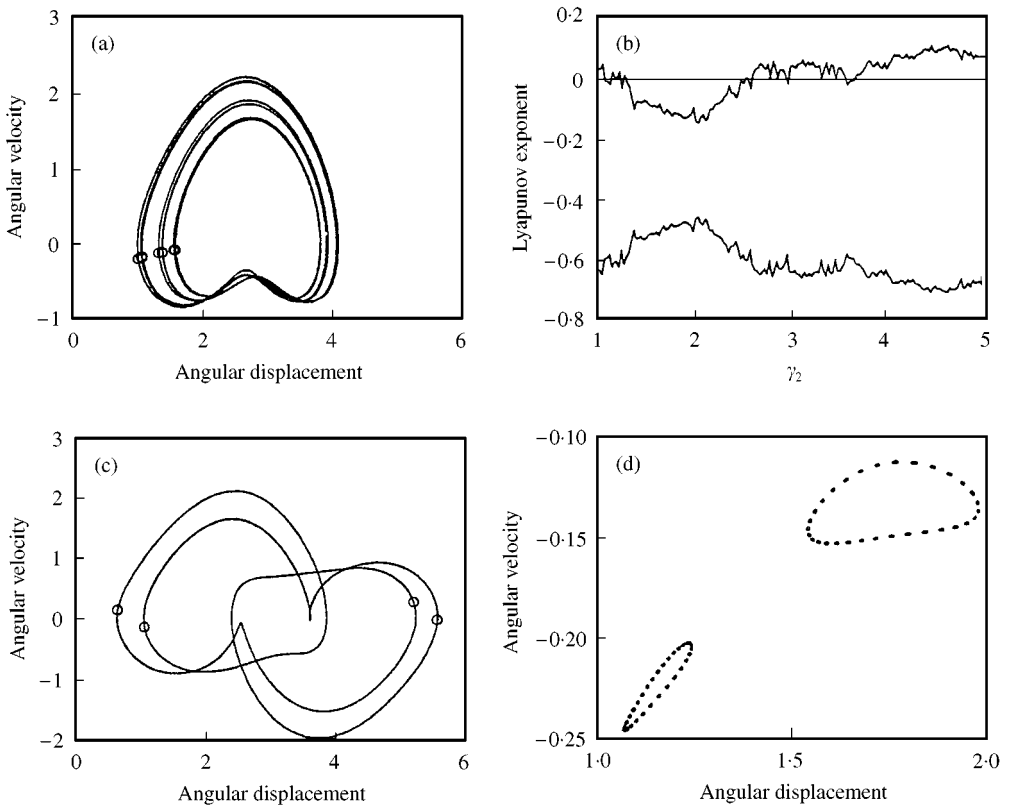 (a)
3
2
1
0
−1
0 2 4 6
Angular velocity
Angular displacement
(b)
0·2
0
−0·2
−0·4
−0·6
−0·8
1 2 3 4 5
Lyapunov exponent
γ2
(c)
3
2
1
0
−1
−2
0 2 4 6
Angular velocity
Angular displacement
(d)
−0·10
−0·15
−0·20
−0·25
1·0 1·5 2·0
Angular velocity
Angular displacement